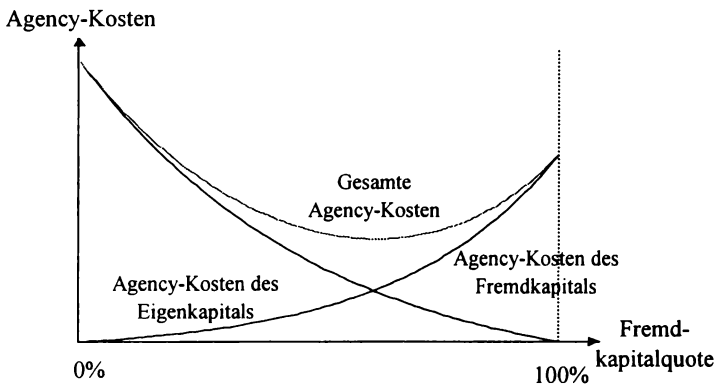 Agency-Kosten
Gesamte
Agency-Kosten
Agency-Kosten des
Fremdkapitals
Agency-Kosten des
Eigenkapitals
Fremd-
kapitalquote
0%
100%